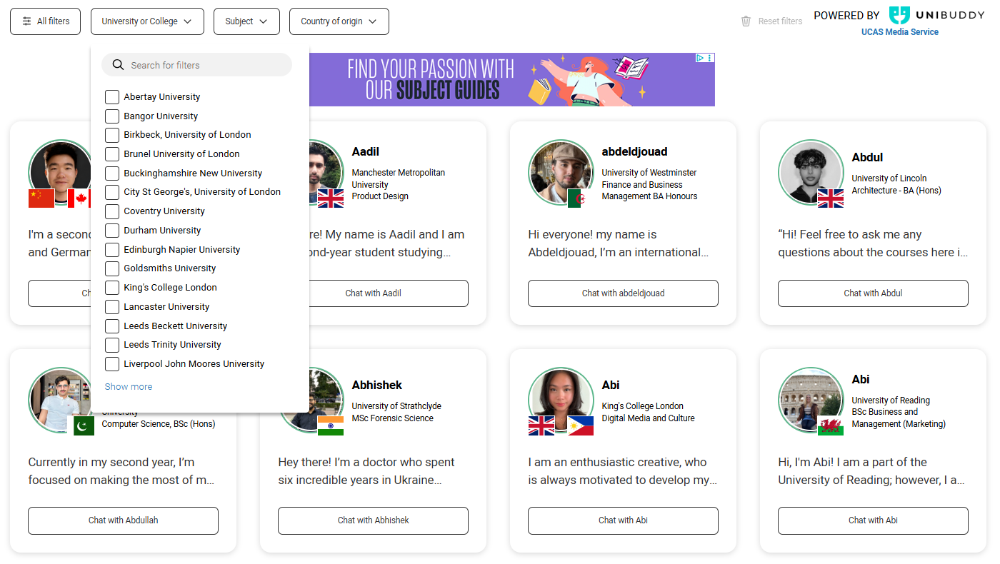 All filters
University or College
Subject
Country of origin
Reset filters
POWERED BY
UNIBUDDY
UCAS Media Service
Search for filters
Abertay University
Bangor University
Birkbeck, University of London
Brunel University of London
Buckinghamshire New University
City St George's, University of London
Coventry University
Durham University
Edinburgh Napier University
Goldsmiths University
King's College London
Lancaster University
Leeds Beckett University
Leeds Trinity University
Liverpool John Moores University
Show more
FIND YOUR PASSION WITH
OUR SUBJECT GUIDES
I'm a second
and German
Aadil
Manchester Metropolitan
University
Product Design
re! My name is Aadil and I am
ond-year student studying...
Chat with Aadil
abdeldjouad
University of Westminster
Finance and Business
Management BA Honours
Hi everyone! my name is
Abdeldjouad, I’m an international...
Chat with abdeldjouad
Abdul
University of Lincoln
Architecture - BA (Hons)
“Hi! Feel free to ask me any
questions about the courses here i...
Chat with Abdul
University
Computer Science, BSc (Hons)
Currently in my second year, I’m
focused on making the most of m...
Chat with Abdullah
Abhishek
University of Strathclyde
MSc Forensic Science
Hey there! I’m a doctor who spent
six incredible years in Ukraine...
Chat with Abhishek
Abi
King's College London
Digital Media and Culture
I am an enthusiastic creative, who
is always motivated to develop my...
Chat with Abi
Abi
University of Reading
BSc Business and
Management (Marketing)
Hi, I'm Abi! I am a part of the
University of Reading; however, I a...
Chat with Abi